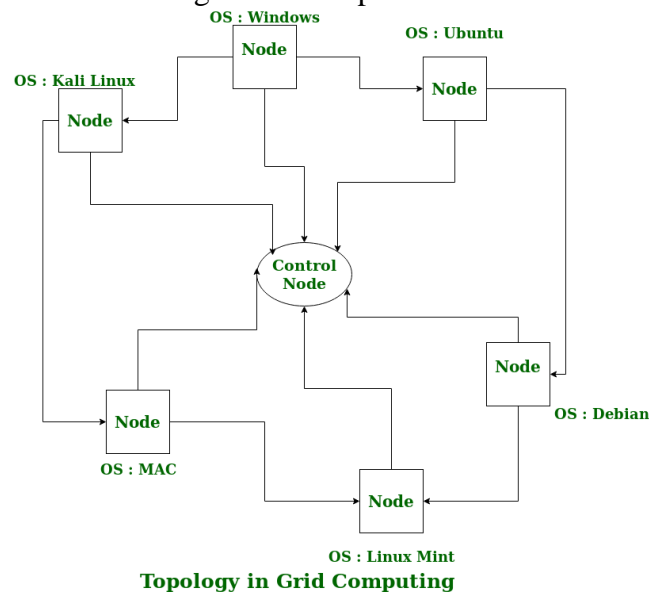 OS : Windows
Node
OS : Ubuntu
Node
OS : Kali Linux
Node
Control
Node
Node
OS : Debian
Node
OS : MAC
Node
OS : Linux Mint
Topology in Grid Computing